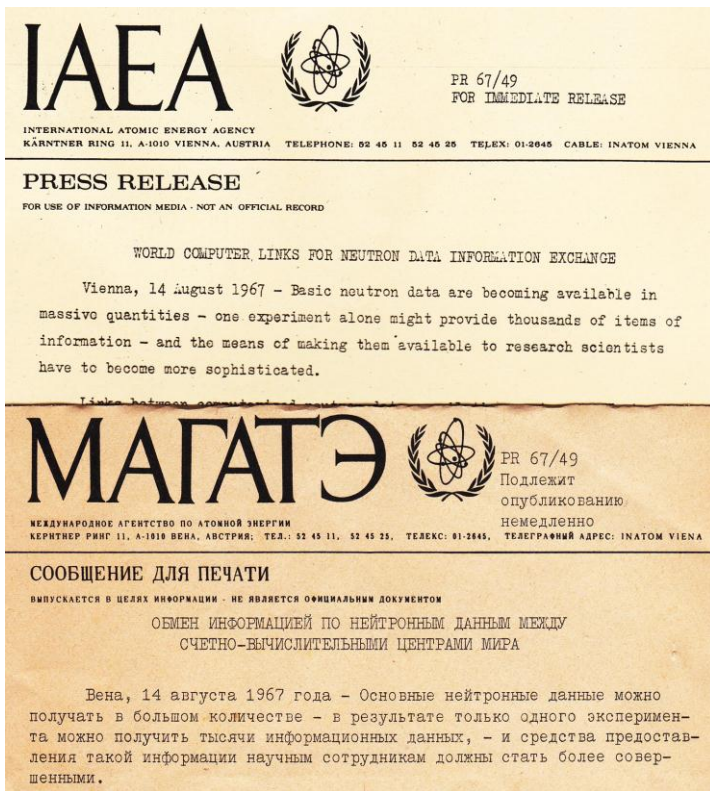 IAEA
PR 67/49
FOR IMMEDIATE RELEASE
INTERNATIONAL ATOMIC ENERGY AGENCY
KÄRNTNER RING 11, A-1010 VIENNA, AUSTRIA TELEPHONE: 52 45 11 52 45 25 TELEX: 01-2645 CABLE: INATOM VIENNA
PRESS RELEASE
FOR USE OF INFORMATION MEDIA · NOT AN OFFICIAL RECORD
WORLD COMPUTER LINKS FOR NEUTRON DATA INFORMATION EXCHANGE
Vienna, 14 August 1967 – Basic neutron data are becoming available in
massive quantities – one experiment alone might provide thousands of items of
information – and the means of making them available to research scientists
have to become more sophisticated.
Links between computerized neutron
МАГАТЭ
PR 67/49
Подлежит
опубликованию
немедленно
МЕЖДУНАРОДНОЕ АГЕНТСТВО ПО АТОМНОЙ ЭНЕРГИИ
КЕРНТНЕР РИНГ 11, А-1010 ВЕНА, АВСТРИЯ; ТЕЛ.: 52 45 11, 52 45 25, ТЕЛЕКС: 01-2645, ТЕЛЕГРАФНЫЙ АДРЕС: INATOM VIENA
СООБЩЕНИЕ ДЛЯ ПЕЧАТИ
ВЫПУСКАЕТСЯ В ЦЕЛЯХ ИНФОРМАЦИИ - НЕ ЯВЛЯЕТСЯ ОФИЦИАЛЬНЫМ ДОКУМЕНТОМ
ОБМЕН ИНФОРМАЦИЕЙ ПО НЕЙТРОННЫМ ДАННЫМ МЕЖДУ
СЧЕТНО-ВЫЧИСЛИТЕЛЬНЫМИ ЦЕНТРАМИ МИРА
Вена, 14 августа 1967 года – Основные нейтронные данные можно
получать в большом количестве – в результате только одного эксперимен-
та можно получить тысячи информационных данных, – и средства предостав-
ления такой информации научным сотрудникам должны стать более совер-
шенными.